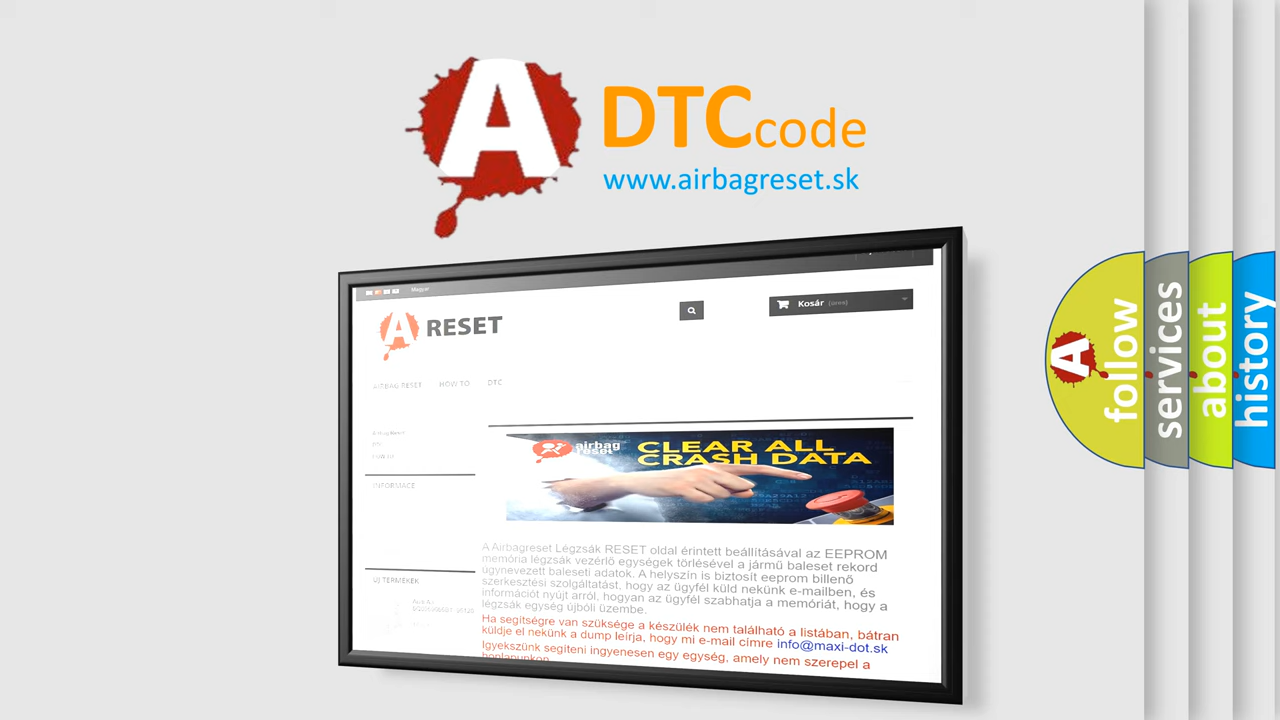 A
DTC code
www.airbagreset.sk
Magyar
A RESET
Kosár (üres)
AIRBAG RESET HOW TO DTC
INFORMACE
ÚJ TERMÉKEK
airbag
reset
CLEAR ALL
CRASH DATA
A Airbagreset Légzsák RESET oldal érintett beállításával az EEPROM
memória légzsák vezérlő egységek törlésével a jármű baleset rekord
úgynevezett baleseti adatok. A helyszín is biztosít eeprom billenő
szerkesztési szolgáltatást, hogy az ügyfél küld nekünk e-mailben, és
információt nyújt arról, hogyan az ügyfél szabhatja a memóriát, hogy a
légzsák egység újbóli üzembe.
Ha segítségre van szüksége a készülék nem található a listában, bátran
küldje el nekünk a dump leírja, hogy mi e-mail címre info@maxi-dot.sk
Igyekszünk segíteni ingyenesen egy egység, amely nem szerepel a
honlapunkon
A
follow
services
about
history